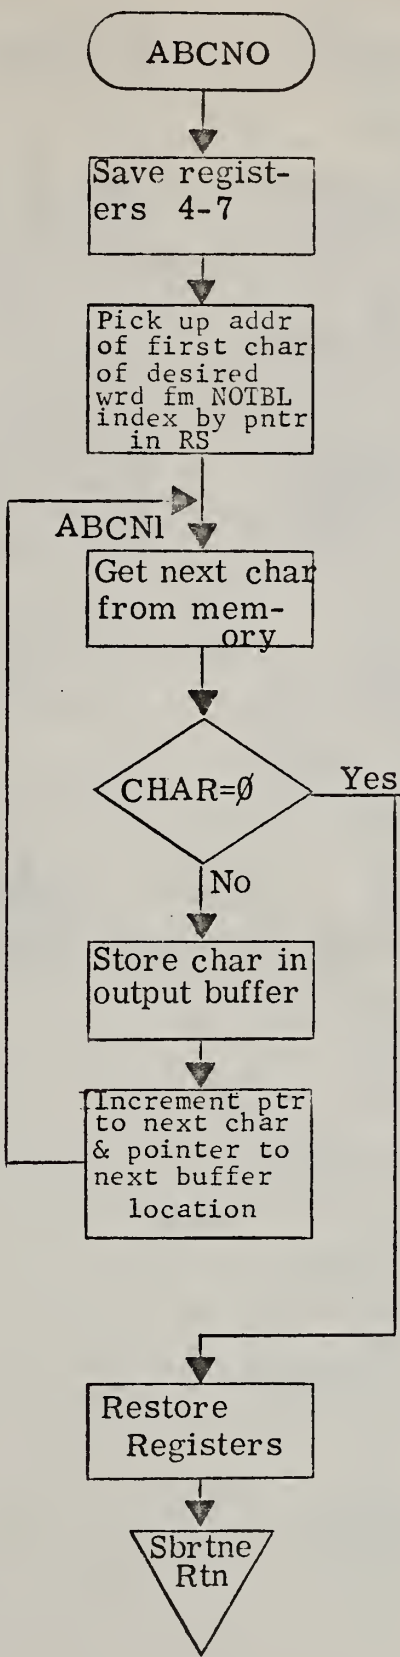 ABCNO
Save regist-
ers 4-7
Pick up addr
of first char
of desired
wrd fm NOTBL
index by pntr
in RS
ABCN1
Get next char
from mem-
ory
CHAR=Ø
Yes
No
Store char in
output buffer
Increment ptr
to next char
& pointer to
next buffer
location
Restore
Registers
Sbrtne
Rtn